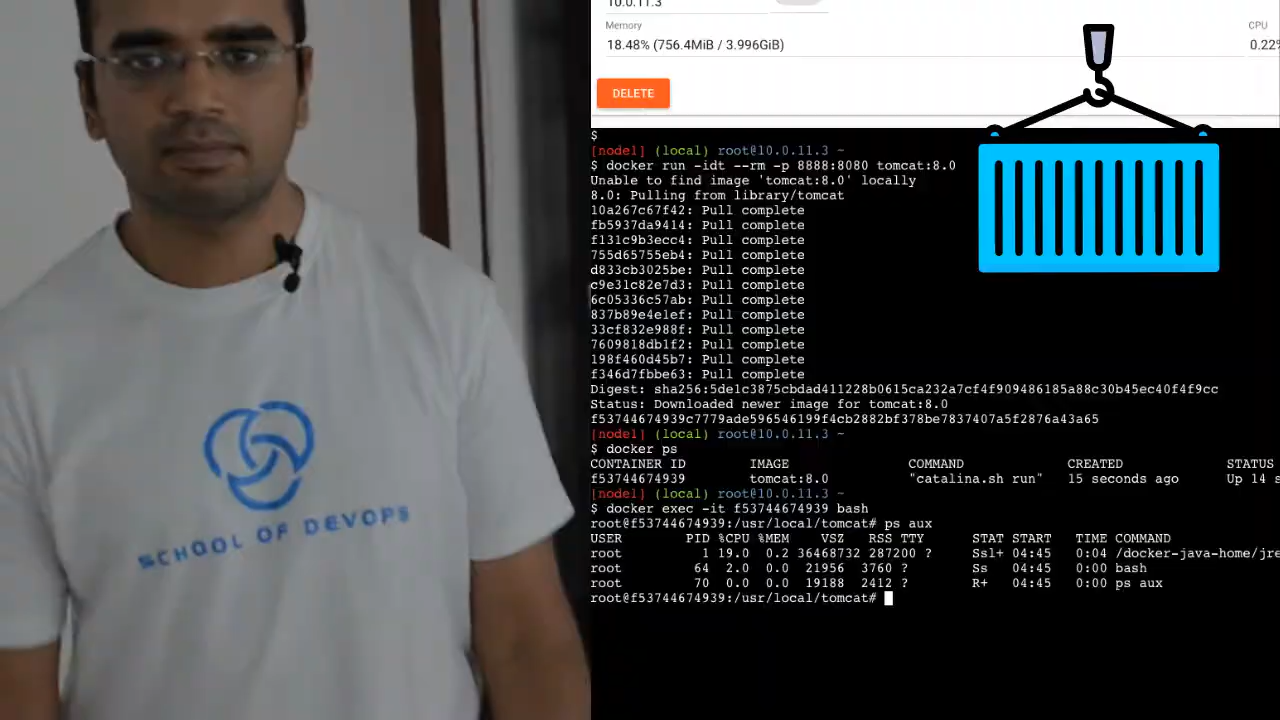 10.0.11.3
Memory
CPU
18.48% (756.4MiB / 3.996GiB)
0.22%
DELETE
$
[node1] (local) root@10.0.11.3 ~
$ docker run -idt --rm -p 8888:8080 tomcat:8.0
Unable to find image 'tomcat:8.0' locally
8.0: Pulling from library/tomcat
10a267c67f42: Pull complete
fb5937da9414: Pull complete
f131c9b3ecc4: Pull complete
755d65755eb4: Pull complete
d833cb3025be: Pull complete
c9e31c82e7d3: Pull complete
6c05336c57ab: Pull complete
837b89e4e1ef: Pull complete
33cf832e988f: Pull complete
7609818db1f2: Pull complete
198f460d45b7: Pull complete
f346d7fbbe63: Pull complete
Digest: sha256:5de1c3875cbdad411228b0615ca232a7cf4f909486185a88c30b45ec40f4f9cc
Status: Downloaded newer image for tomcat:8.0
f53744674939c7779ade596546199f4cb2882bf378be7837407a5f2876a43a65
[node1] (local) root@10.0.11.3 ~
$ docker ps
CONTAINER ID IMAGE COMMAND CREATED STATUS
f53744674939 tomcat:8.0 "catalina.sh run" 15 seconds ago Up 14 s
[node1] (local) root@10.0.11.3 ~
$ docker exec -it f53744674939 bash
root@f53744674939:/usr/local/tomcat# ps aux
USER PID %CPU %MEM VSZ RSS TTY STAT START TIME COMMAND
root 1 19.0 0.2 36468732 287200 ? Ssl+ 04:45 0:04 /docker-java-home/jre
root 64 2.0 0.0 21956 3760 ? Ss 04:45 0:00 bash
root 70 0.0 0.0 19188 2412 ? R+ 04:45 0:00 ps aux
root@f53744674939:/usr/local/tomcat#
SCHOOL OF DEVOPS